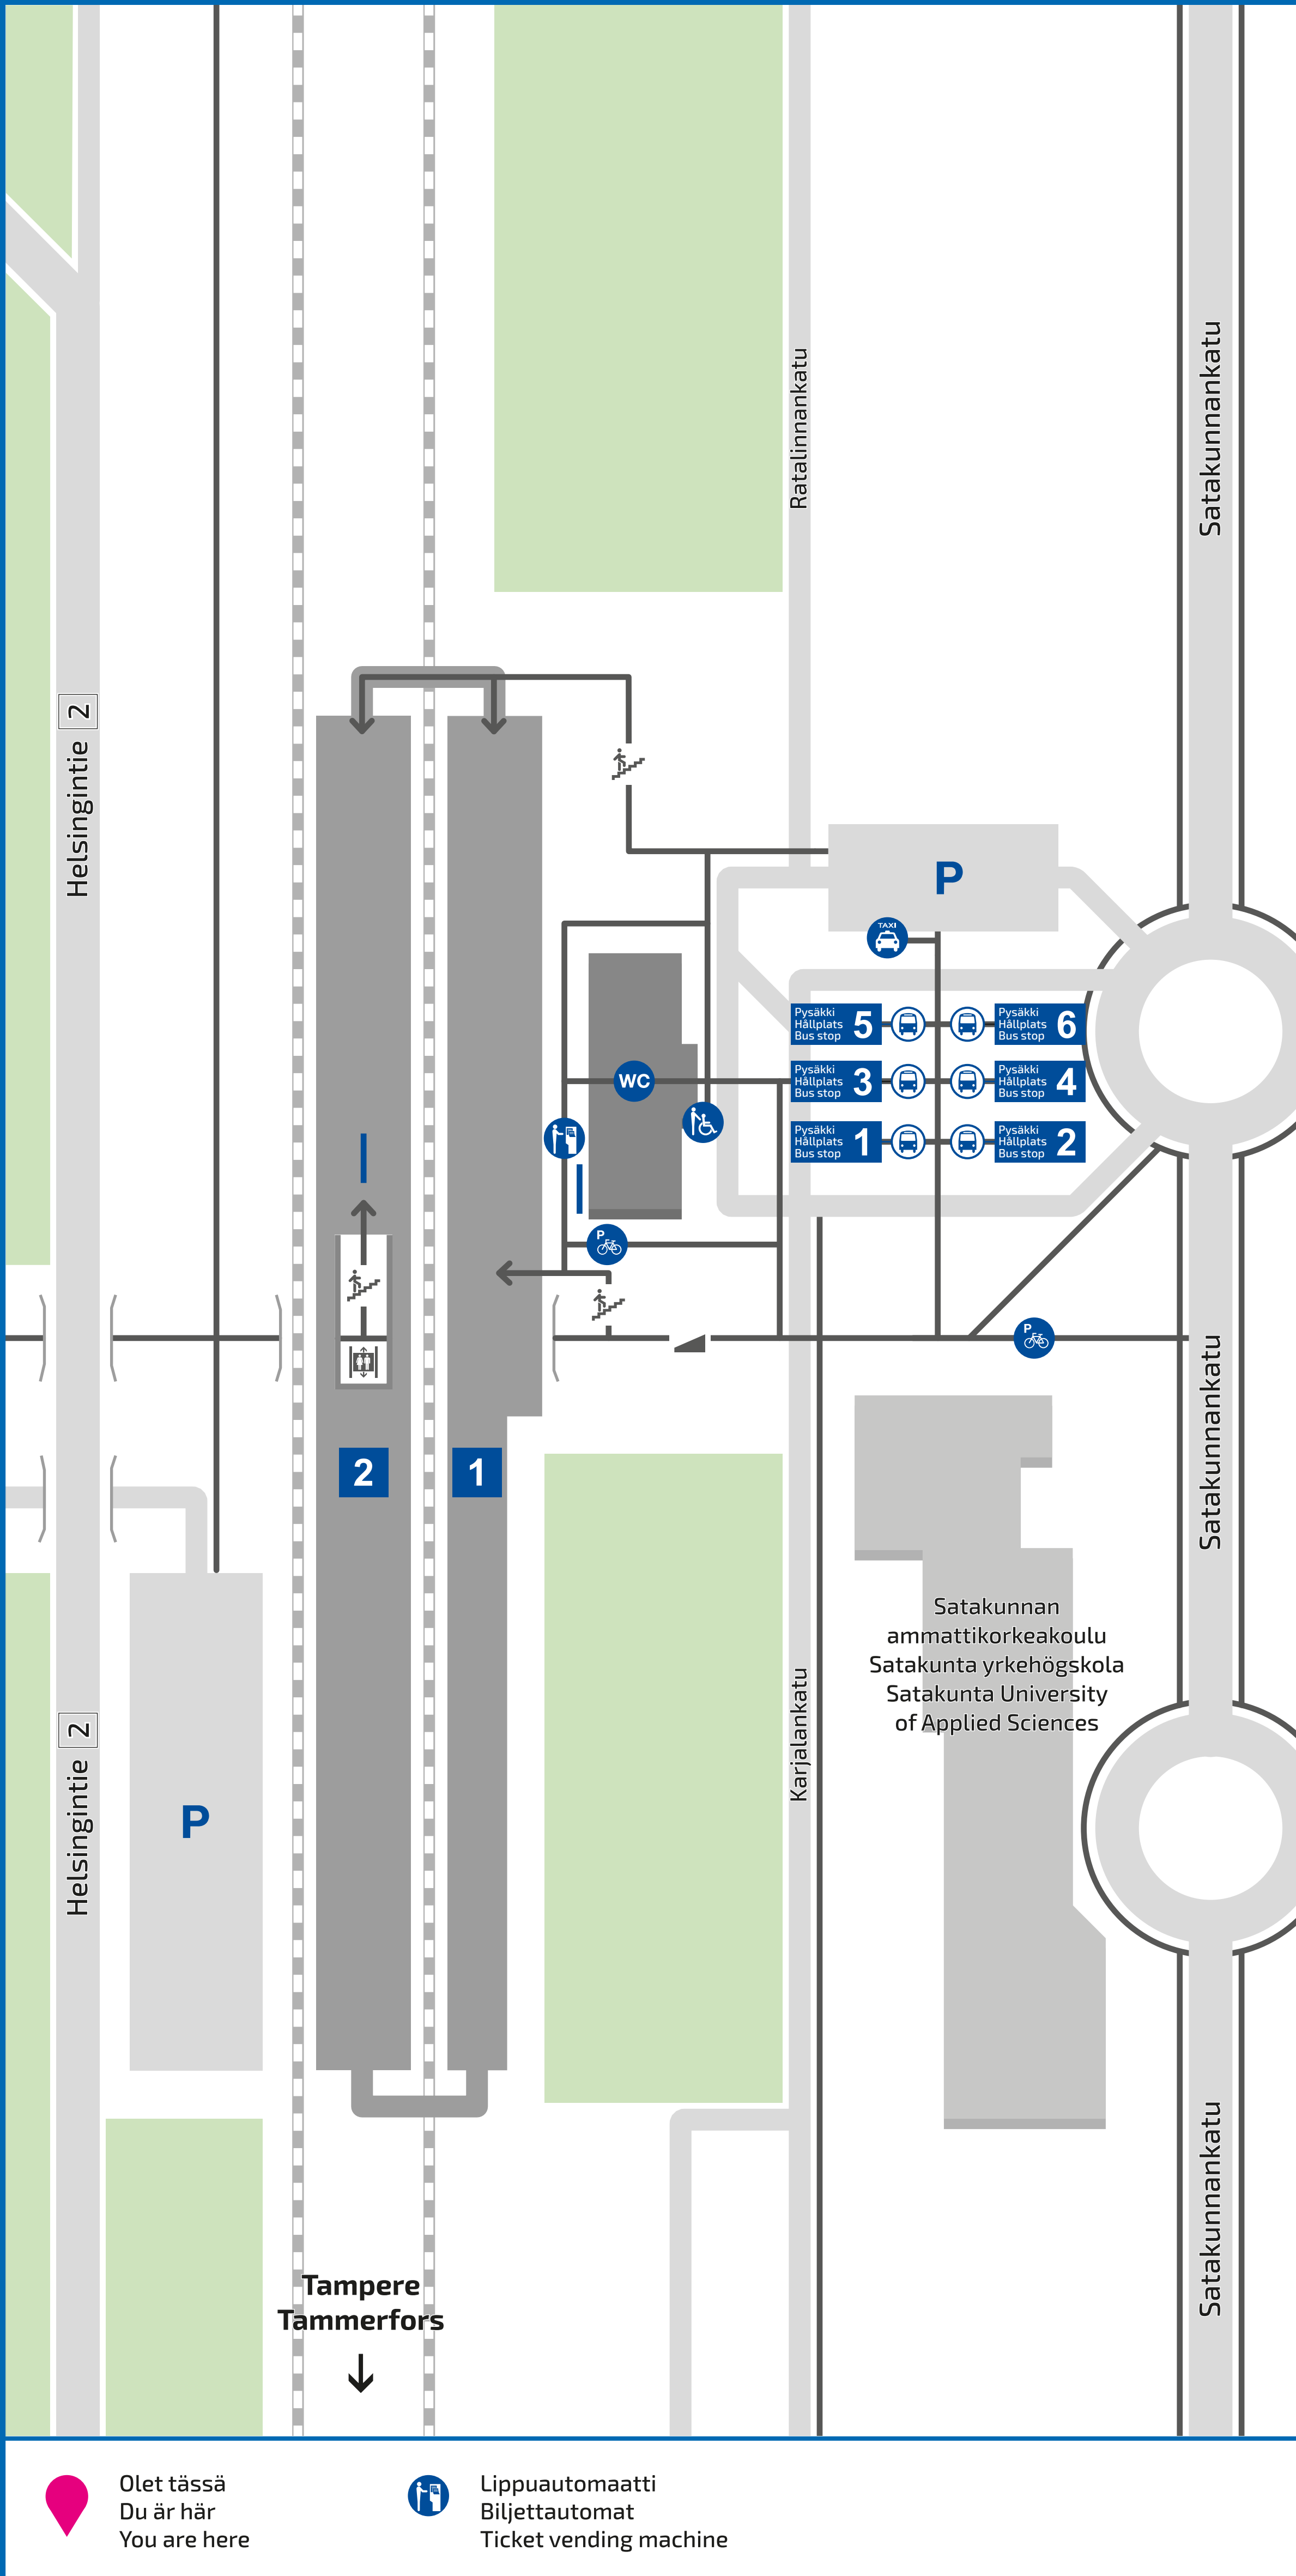 Ratalinnankatu
Satakunnankatu
Helsingintie 2
P
TAXI
Pysäkki
Hållplats
Bus stop 5
Pysäkki
Hållplats
Bus stop 6
Pysäkki
Hållplats
Bus stop 3
Pysäkki
Hållplats
Bus stop 4
Pysäkki
Hållplats
Bus stop 1
Pysäkki
Hållplats
Bus stop 2
WC
P
P
2
1
Satakunnankatu
Satakunnan
ammattikorkeakoulu
Satakunta yrkehögskola
Satakunta University
of Applied Sciences
Karjalankatu
Helsingintie 2
P
Satakunnankatu
Tampere
Tammerfors
Olet tässä
Du är här
You are here
Lippuautomaatti
Biljettautomat
Ticket vending machine